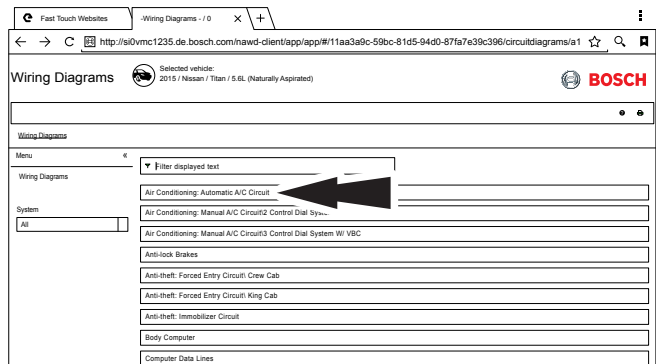 Fast Touch Websites
-Wiring Diagrams - / 0
http://si0vmc1235.de.bosch.com/nawd-client/app/app/#/11aa3a9c-59bc-81d5-94d0-87fa7e39c396/circuitdiagrams/a1
Wiring Diagrams
Selected vehicle:
2015 / Nissan / Titan / 5.6L (Naturally Aspirated)
BOSCH
Wiring Diagrams
Menu «
Wiring Diagrams
System
All
Filter displayed text
Air Conditioning: Automatic A/C Circuit
Air Conditioning: Manual A/C Circuit\2 Control Dial
Air Conditioning: Manual A/C Circuit\3 Control Dial System W/ VBC
Anti-lock Brakes
Anti-theft: Forced Entry Circuit\ Crew Cab
Anti-theft: Forced Entry Circuit\ King Cab
Anti-theft: Immobilizer Circuit
Body Computer
Computer Data Lines